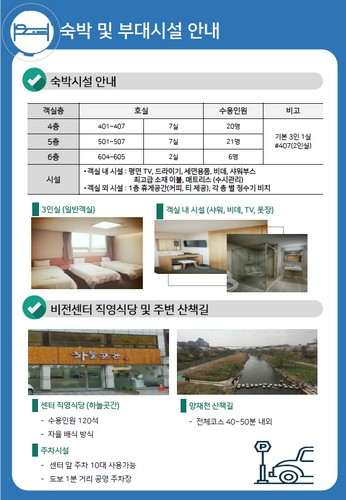 숙박 및 부대시설 안내
숙박시설 안내
객실층 호실 수용인원 비고
4층 401~407 7실 20명
기본 3인 1실
#407(2인실)
5층 501~507 7실 21명
6층 604~605 2실 6명
시설
• 객실 내 시설 : 평면 TV, 드라이기, 세면용품, 비데, 샤워부스
최고급 소재 이불, 매트리스 (수시관리)
• 객실 외 시설 : 1층 휴게공간(커피, 티 제공), 각 층 별 정수기 비치
3인실 (일반객실)
객실 내 시설 (샤워, 비데, TV, 옷장)
비전센터 직영식당 및 주변 산책길
하늘곳간
센터 직영식당 (하늘곳간)
- 수용인원 120석
- 자율 배식 방식
주차시설
- 센터 앞 주차 10대 사용가능
- 도보 1분 거리 공영 주차장
양재천 산책길
- 전체코스 40~50분 내외
P